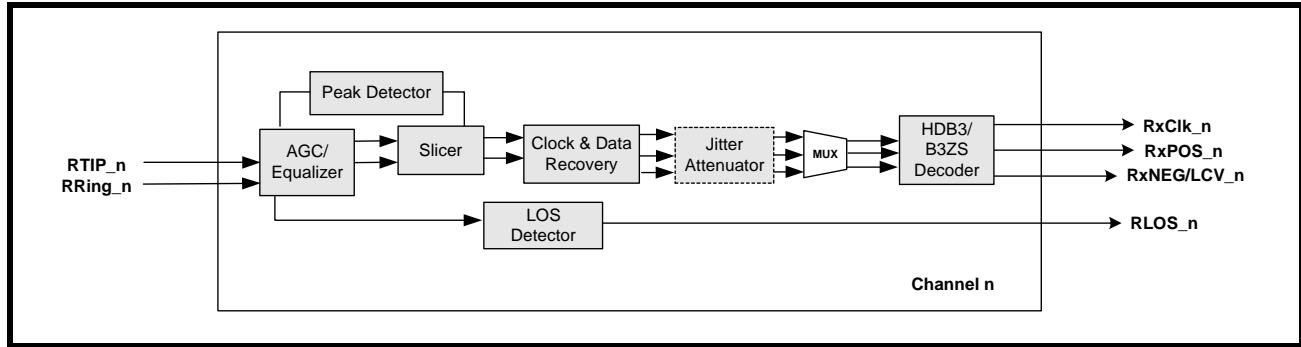 Peak Detector
RTIP_n
RRing_n
AGC/
Equalizer
Slicer
Clock & Data
Recovery
Jitter
Attenuator
MUX
HDB3/
B3ZS
Decoder
RxClk_n
RxPOS_n
RxNEG/LCV_n
LOS
Detector
RLOS_n
Channel n